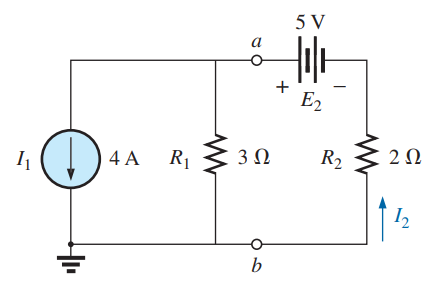 5 V
a
+ −
E₂
I₁ 4 A R₁ 3 Ω R₂ 2 Ω
I₂
b